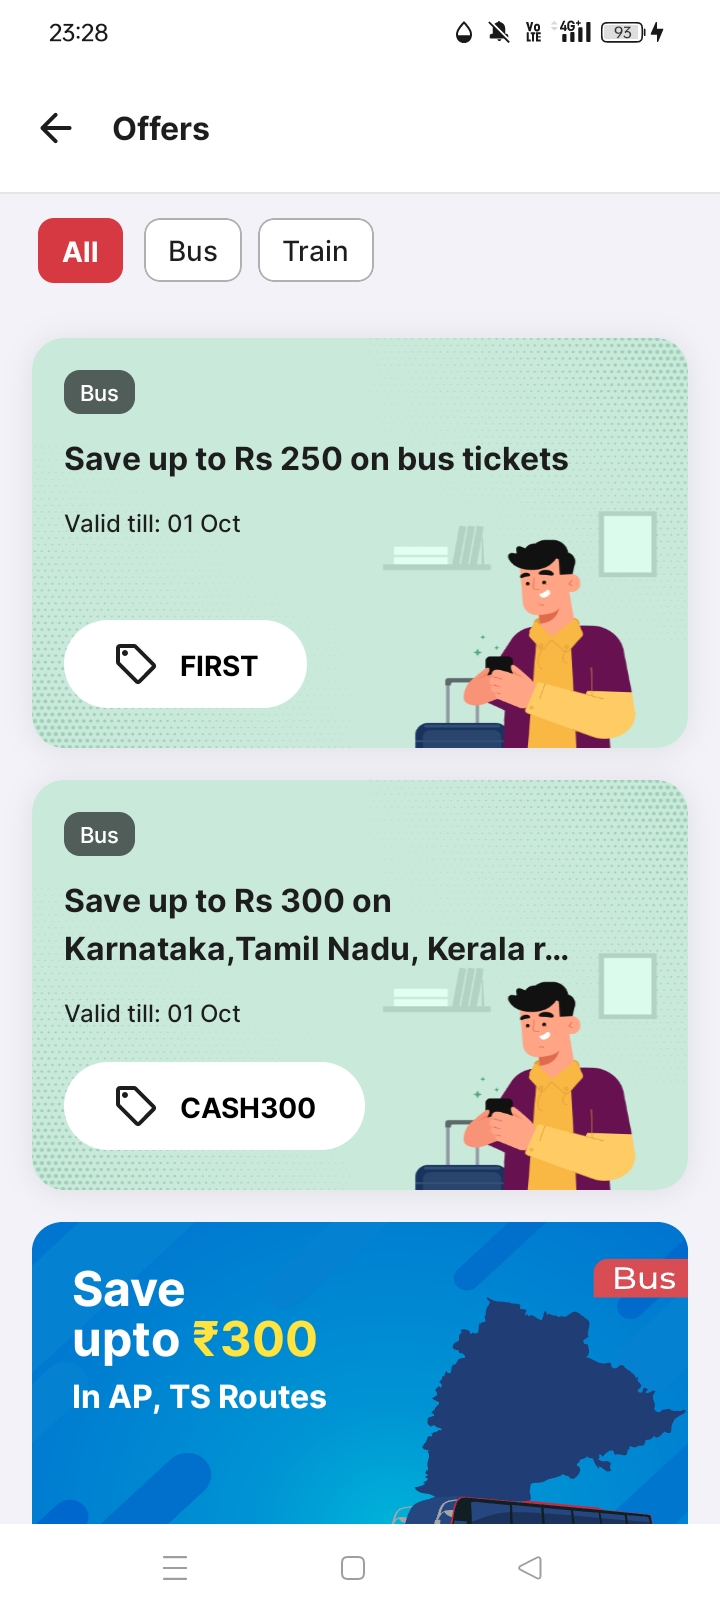 23:28
Vo LTE 4G+ 93
Offers
All Bus Train
Bus
Save up to Rs 250 on bus tickets
Valid till: 01 Oct
FIRST
Bus
Save up to Rs 300 on
Karnataka,Tamil Nadu, Kerala r...
Valid till: 01 Oct
CASH300
Save
Bus
upto ₹300
In AP, TS Routes